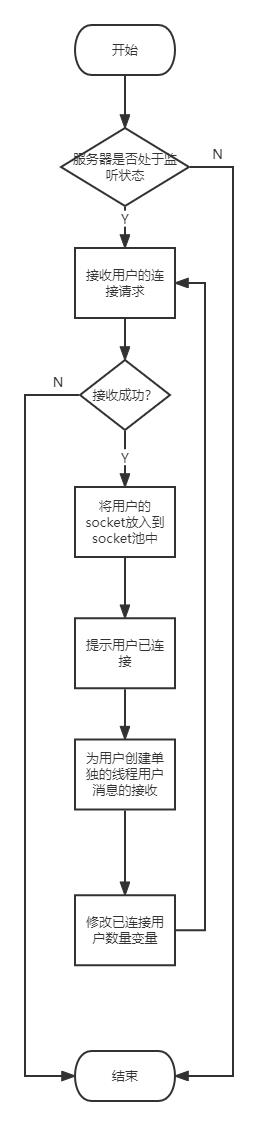 开始
服务器是否处于监
听状态
N
Y
接收用户的连
接请求
接收成功?
N
Y
将用户的
socket放入到
socket池中
提示用户已连
接
为用户创建单
独的线程用户
消息的接收
修改已连接用
户数量变量
结束